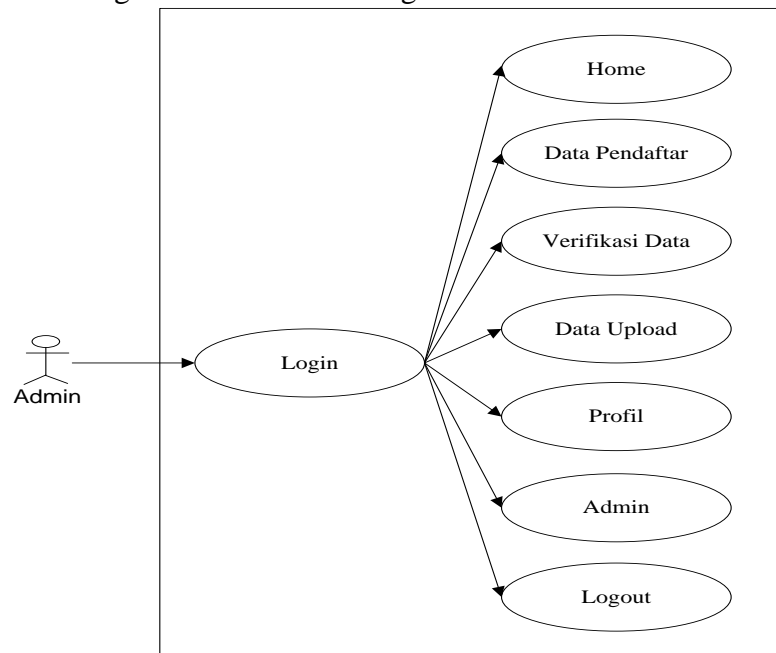 Home
Data Pendaftar
Verifikasi Data
Data Upload
Login
Admin
Profil
Admin
Logout